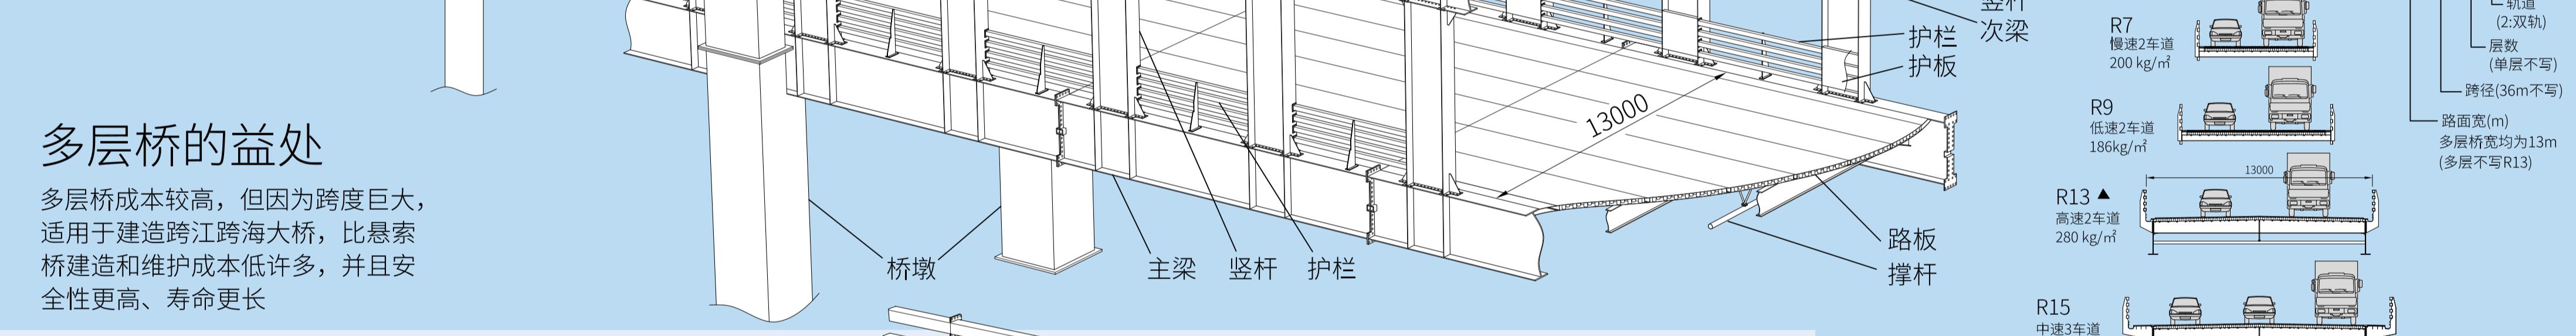 多层桥的益处
多层桥成本较高，但因为跨度巨大，
适用于建造跨江跨海大桥，比悬索
桥建造和维护成本低许多，并且安
全性更高、寿命更长
桥墩
主梁
竖杆
护栏
13000
竖杆
次梁
护栏
护板
路板
撑杆
R7
慢速2车道
200 kg/㎡
R9
低速2车道
186kg/㎡
R13 ▲
高速2车道
280 kg/㎡
13000
R15
中速3车道
轨道
(2:双轨)
层数
(单层不写)
跨径(36m不写)
路面宽(m)
多层桥宽均为13m
(多层不写R13)